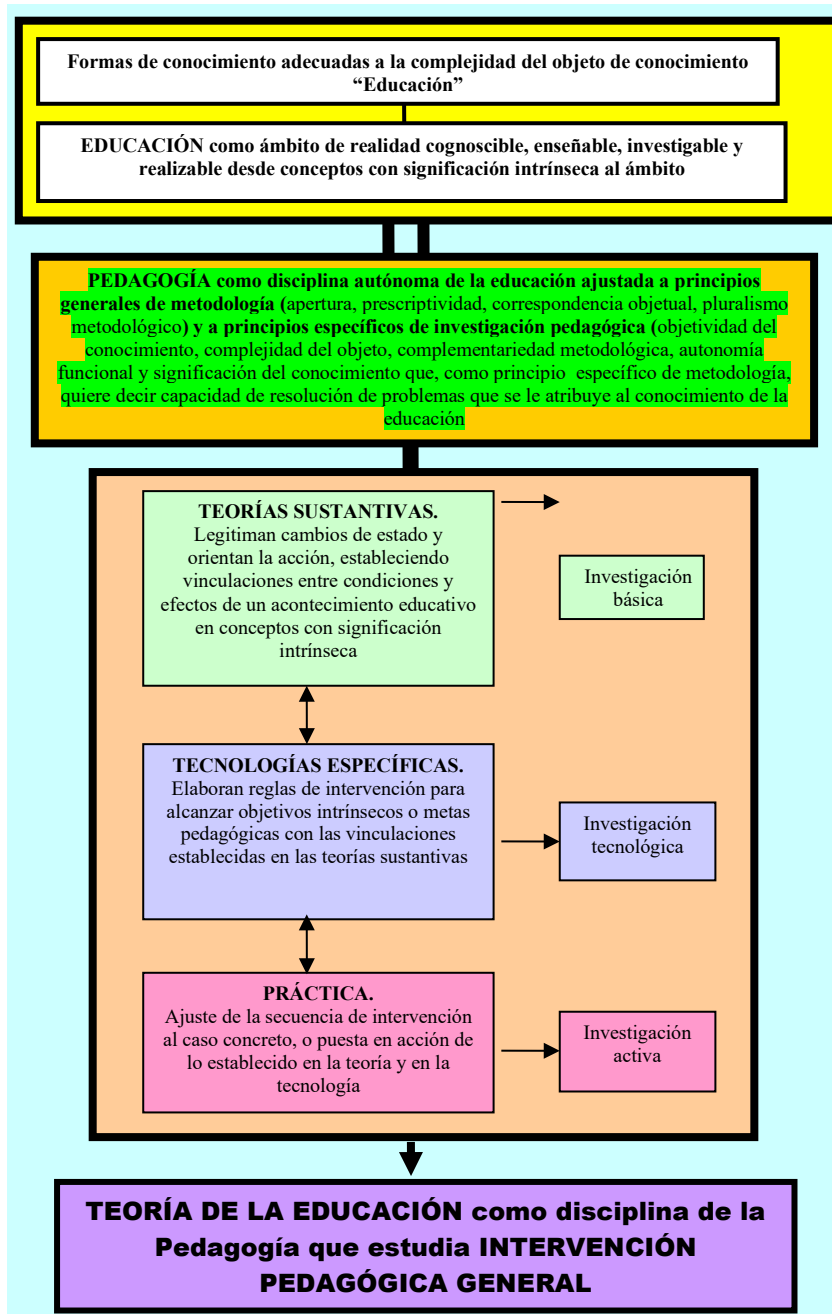 Formas de conocimiento adecuadas a la complejidad del objeto de conocimiento
“Educación”
EDUCACIÓN como ámbito de realidad cognoscible, enseñable, investigable y
realizable desde conceptos con significación intrínseca al ámbito
PEDAGOGÍA como disciplina autónoma de la educación ajustada a principios
generales de metodología (apertura, prescriptividad, correspondencia objetual, pluralismo
metodológico) y a principios específicos de investigación pedagógica (objetividad del
conocimiento, complejidad del objeto, complementariedad metodológica, autonomía
funcional y significación del conocimiento que, como principio específico de metodología,
quiere decir capacidad de resolución de problemas que se le atribuye al conocimiento de la
educación
TEORÍAS SUSTANTIVAS.
Legitiman cambios de estado y
orientan la acción, estableciendo
vinculaciones entre condiciones y
efectos de un acontecimiento educativo
en conceptos con significación
intrínseca
Investigación
básica
TECNOLOGÍAS ESPECÍFICAS.
Elaboran reglas de intervención para
alcanzar objetivos intrínsecos o metas
pedagógicas con las vinculaciones
establecidas en las teorías sustantivas
Investigación
tecnológica
PRÁCTICA.
Ajuste de la secuencia de intervención
al caso concreto, o puesta en acción de
lo establecido en la teoría y en la
tecnología
Investigación
activa
TEORÍA DE LA EDUCACIÓN como disciplina de la
Pedagogía que estudia INTERVENCIÓN
PEDAGÓGICA GENERAL